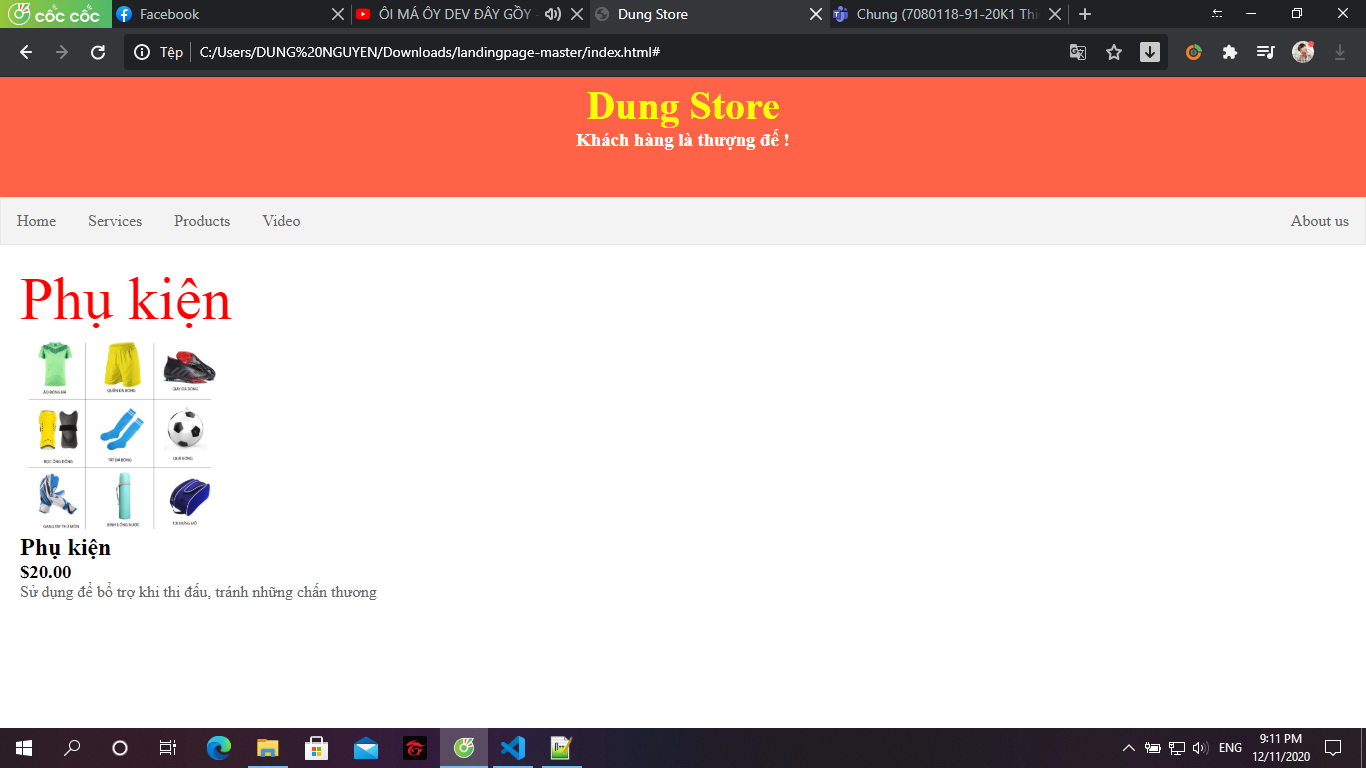 cốc cốc
Facebook
ÔI MÁ ÔY DEV ĐÂY GỒY -
Dung Store
Chung (7080118-91-20K1 Thi
Tệp
C:/Users/DUNG%20NGUYEN/Downloads/landingpage-master/index.html#
Dung Store
Khách hàng là thượng đế !
Home
Services
Products
Video
About us
Phụ kiện
ÁO BÓNG ĐÁ
QUẦN ĐÁ BÓNG
GIÀY ĐÁ BÓNG
BỌC ỐNG ĐỒNG
TẤT ĐÁ BÓNG
QUẢ BÓNG
GĂNG TAY THỦ MÔN
BÌNH UỐNG NƯỚC
TÚI ĐỰNG ĐỒ
Phụ kiện
$20.00
Sử dụng để bổ trợ khi thi đấu, tránh những chấn thương
ENG
9:11 PM
12/11/2020